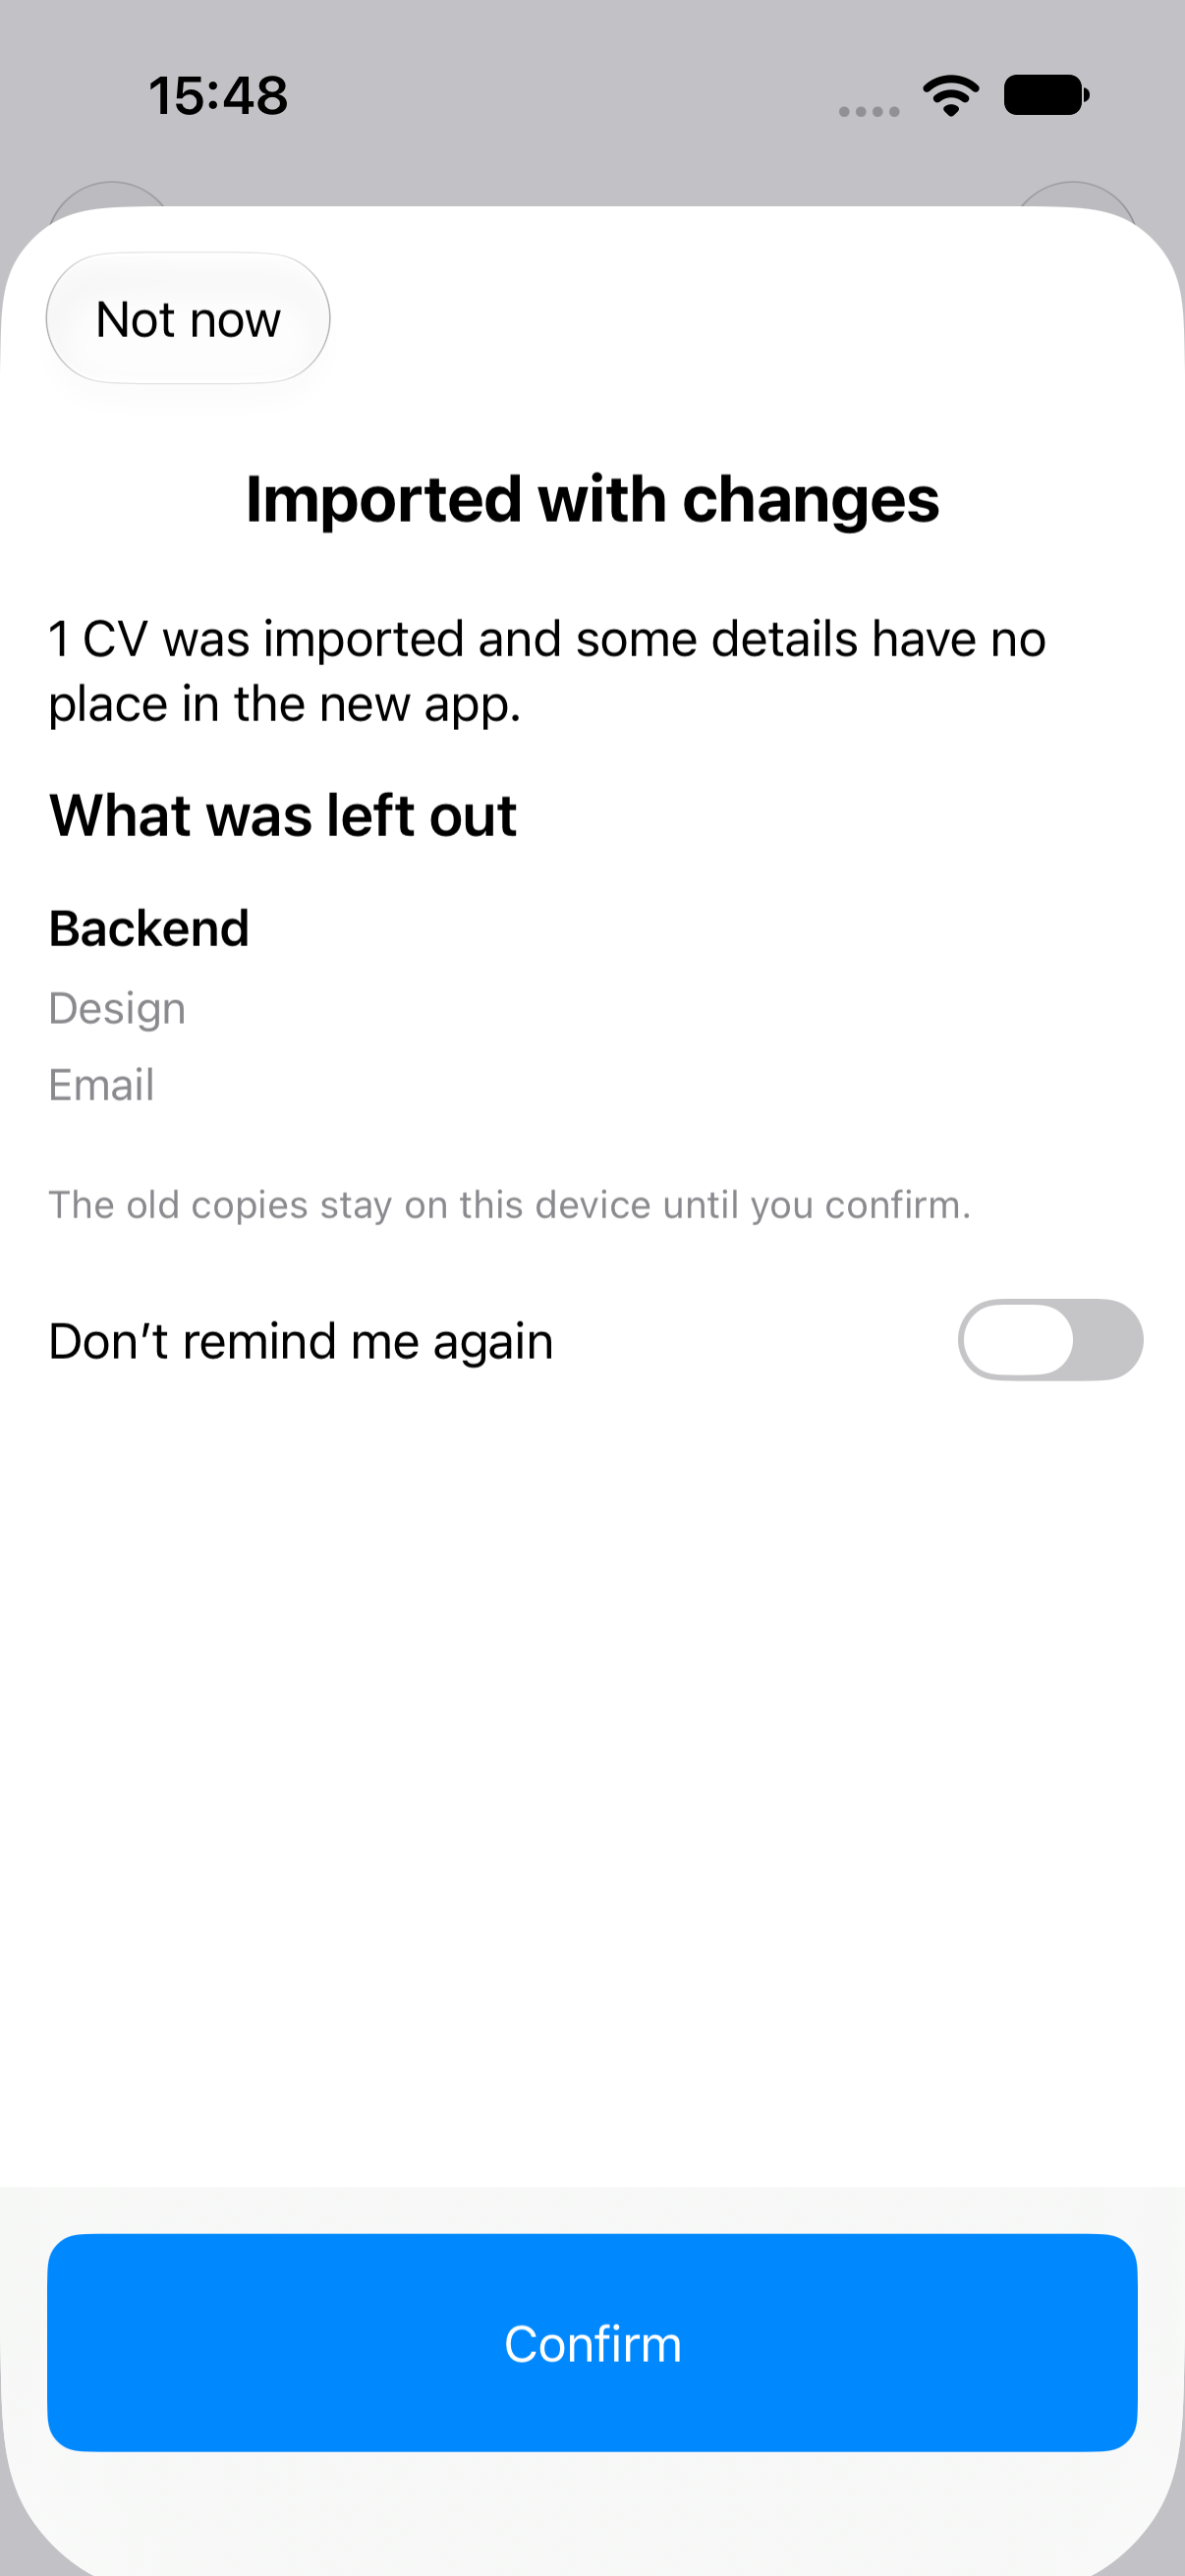 15:48
Not now
Imported with changes
1 CV was imported and some details have no
place in the new app.
What was left out
Backend
Design
Email
The old copies stay on this device until you confirm.
Don’t remind me again
Confirm